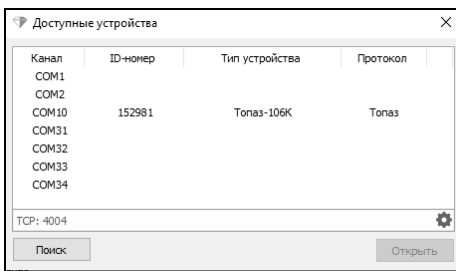 Доступные устройства
Канал ID-номер Тип устройства Протокол
COM1
COM2
COM10 152981 Топаз-106К Топаз
COM31
COM32
COM33
COM34
TCP: 4004
Поиск Открыть